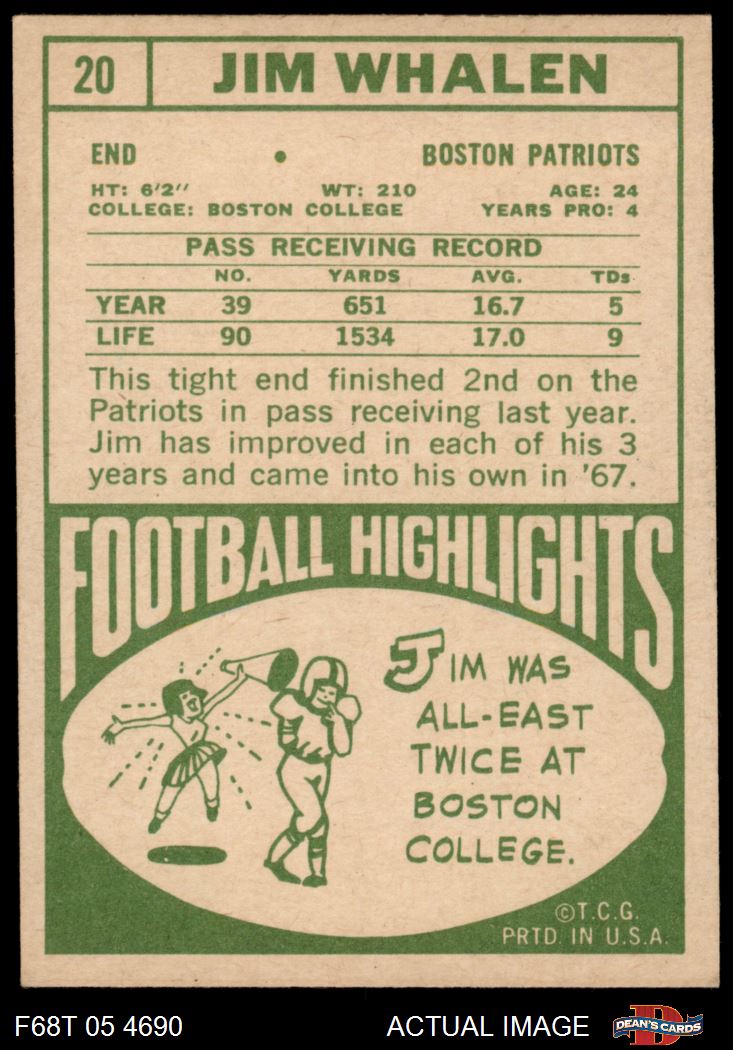 20 JIM WHALEN
END • BOSTON PATRIOTS
HT: 6'2" WT: 210 AGE: 24
COLLEGE: BOSTON COLLEGE YEARS PRO: 4
PASS RECEIVING RECORD
NO. YARDS AVG. TDs
YEAR 39 651 16.7 5
LIFE 90 1534 17.0 9
This tight end finished 2nd on the
Patriots in pass receiving last year.
Jim has improved in each of his 3
years and came into his own in '67.
FOOTBALL HIGHLIGHTS
JIM WAS
ALL-EAST
TWICE AT
BOSTON
COLLEGE.
©T.C.G.
PRTD. IN U.S.A.
F68T 05 4690 ACTUAL IMAGE D DEAN'S CARDS